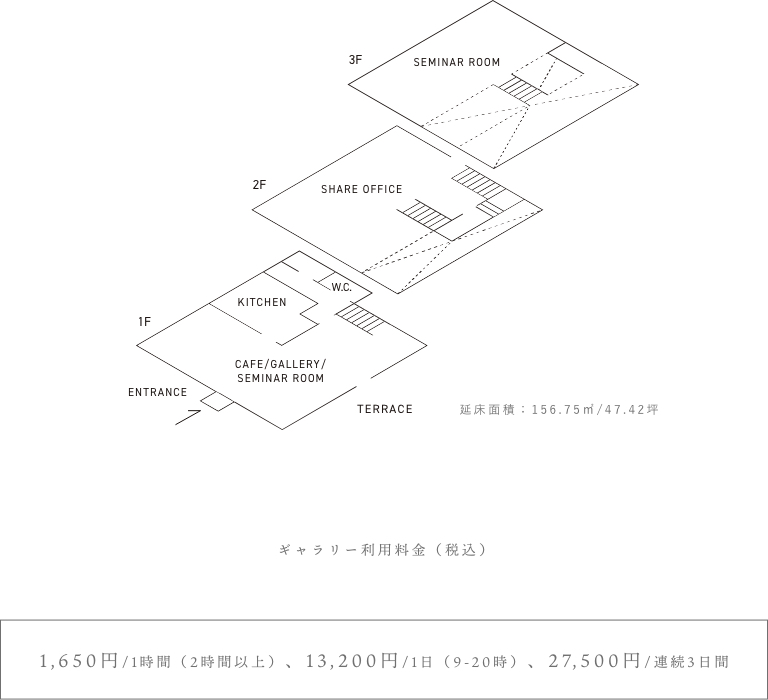 3F
SEMINAR ROOM
2F
SHARE OFFICE
W.C.
KITCHEN
1F
CAFE/GALLERY/
SEMINAR ROOM
ENTRANCE
TERRACE
延床面積：156.75㎡/47.42坪
ギャラリー利用料金（税込）
1,650円/1時間（2時間以上）、13,200円/1日（9-20時）、27,500円/連続3日間